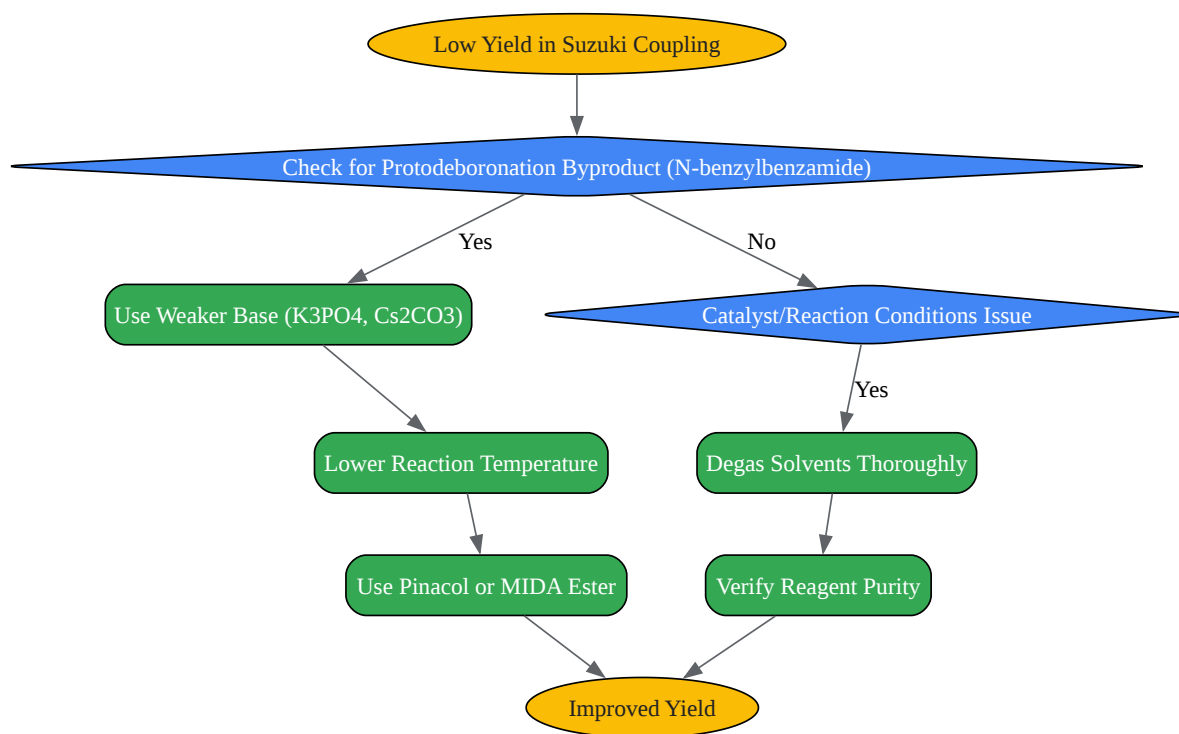 Low Yield in Suzuki Coupling
Check for Protodeboronation Byproduct (N-benzylbenzamide)
Yes
No
Use Weaker Base (K3PO4, Cs2CO3)
Catalyst/Reaction Conditions Issue
Yes
Lower Reaction Temperature
Degas Solvents Thoroughly
Use Pinacol or MIDA Ester
Verify Reagent Purity
Improved Yield